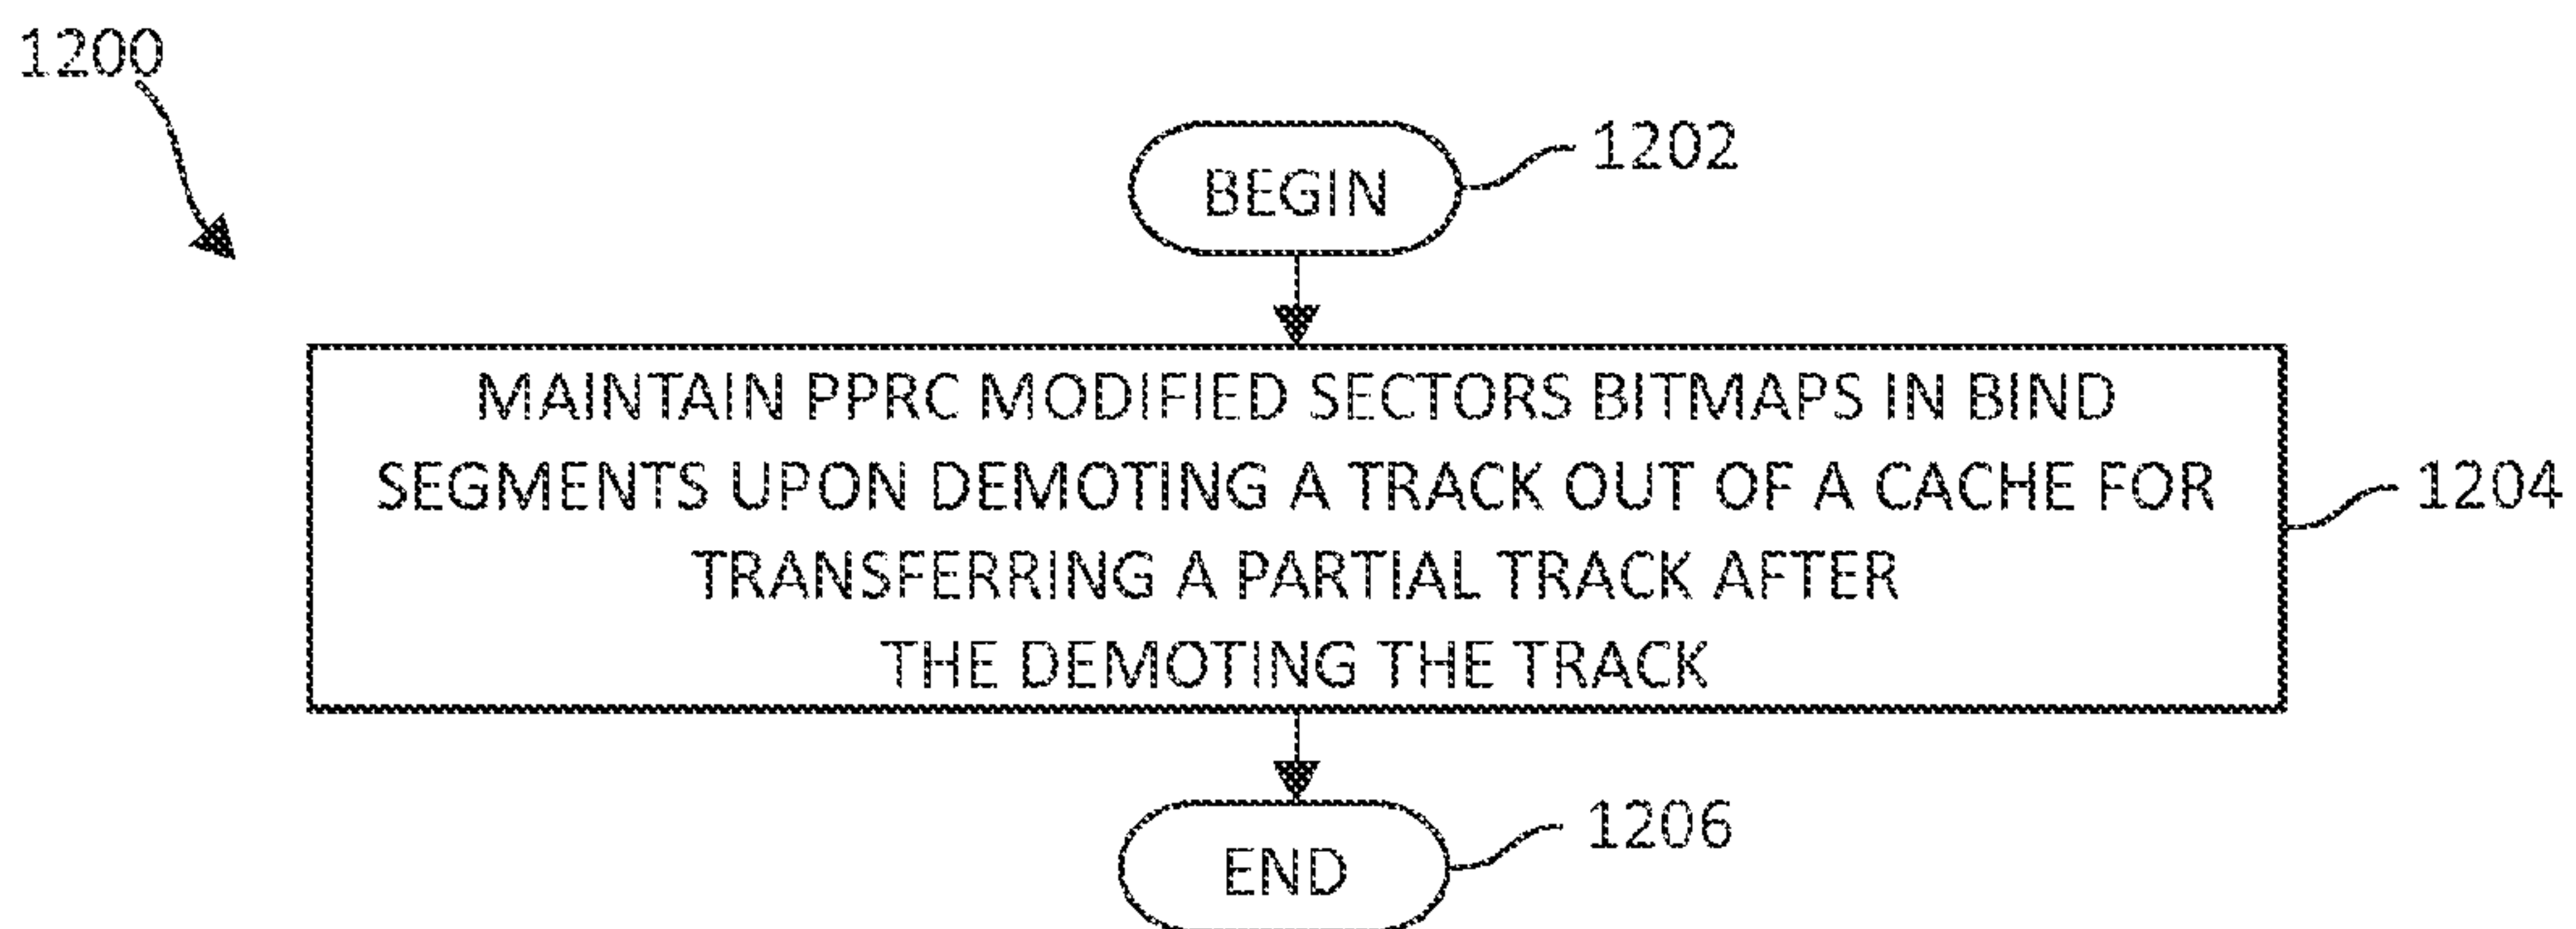 1200
BEGIN
1202
MAINTAIN PPRC MODIFIED SECTORS BITMAPS IN BIND
SEGMENTS UPON DEMOTING A TRACK OUT OF A CACHE FOR
TRANSFERRING A PARTIAL TRACK AFTER
THE DEMOTING THE TRACK
1204
END
1206